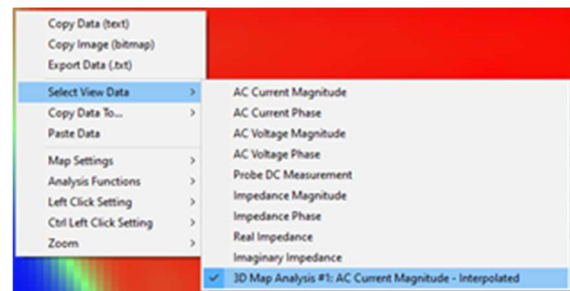 Copy Data (text)
Copy Image (bitmap)
Export Data (.txt)
Select View Data
Copy Data To...
Paste Data
Map Settings
Analysis Functions
Left Click Setting
Ctrl Left Click Setting
Zoom
AC Current Magnitude
AC Current Phase
AC Voltage Magnitude
AC Voltage Phase
Probe DC Measurement
Impedance Magnitude
Impedance Phase
Real Impedance
Imaginary Impedance
3D Map Analysis #1: AC Current Magnitude - Interpolated